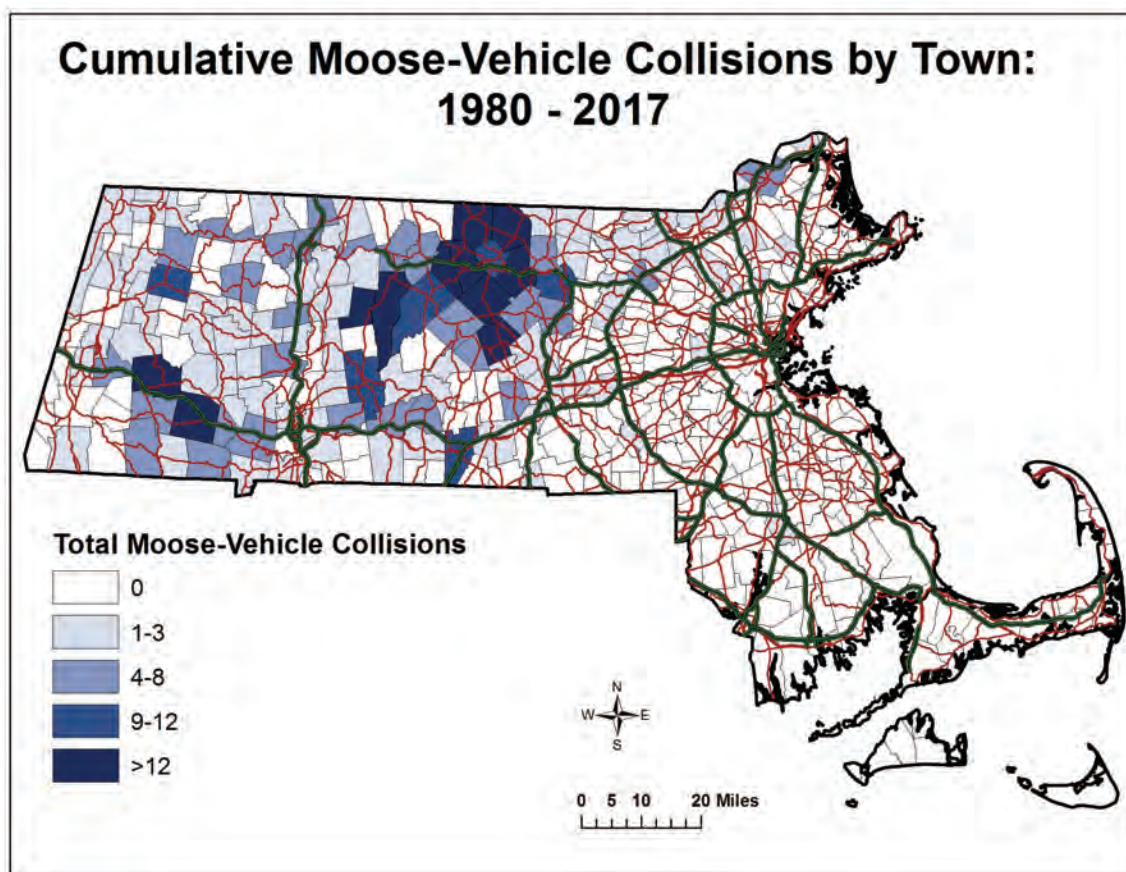 Cumulative Moose-Vehicle Collisions by Town:
1980 - 2017
Total Moose-Vehicle Collisions
0
1-3
4-8
9-12
>12
N
W E
S
0 5 10 20 Miles